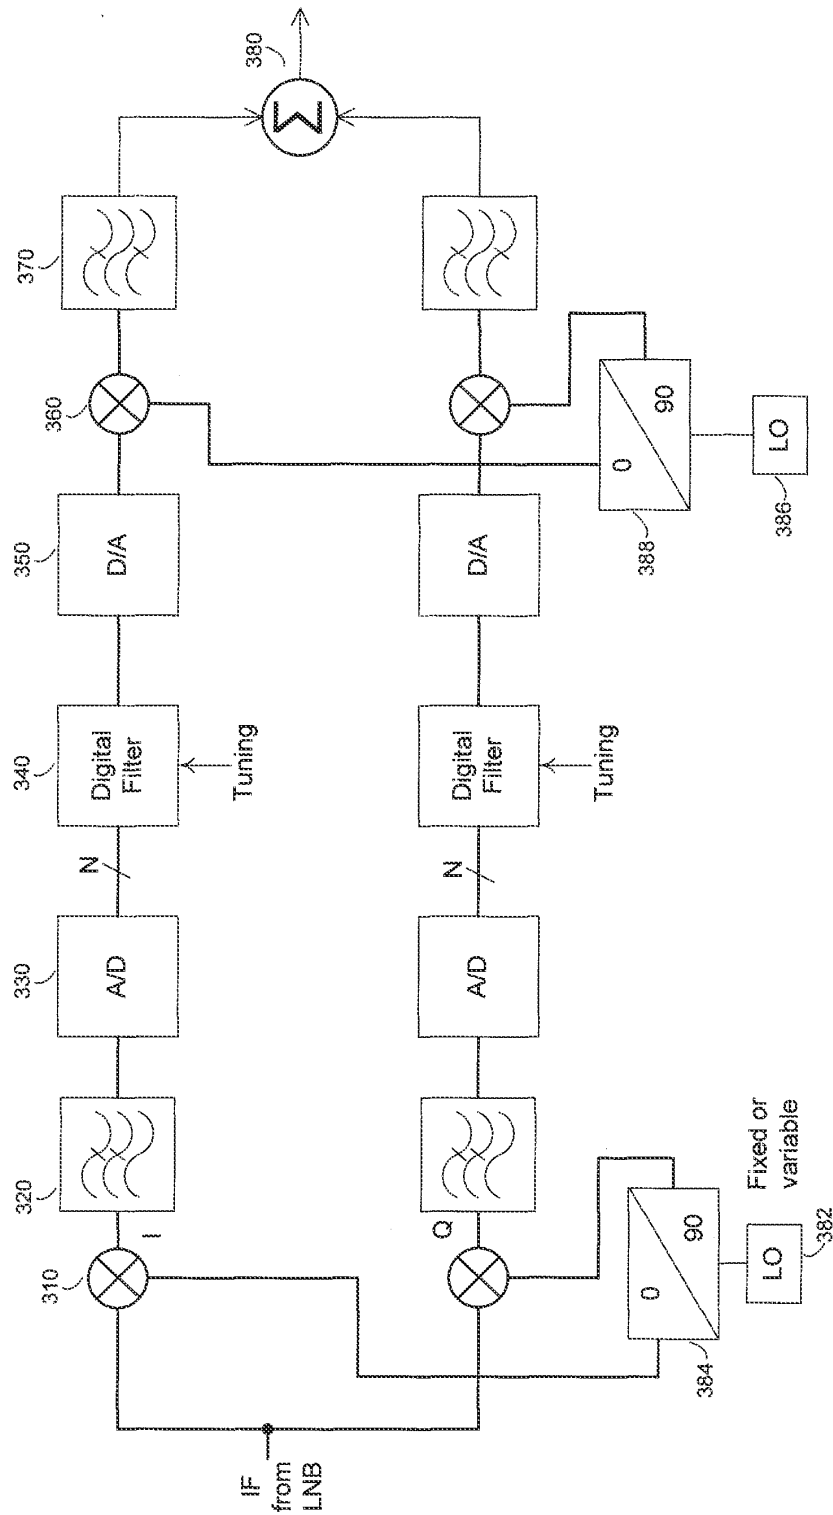 IF
from
LNB
310
I
320
330
A/D
N
340
Digital
Filter
Tuning
350
D/A
360
370
380
Σ
Q
A/D
N
Digital
Filter
Tuning
D/A
384
0
90
LO
382
Fixed or
variable
388
0
90
LO
386